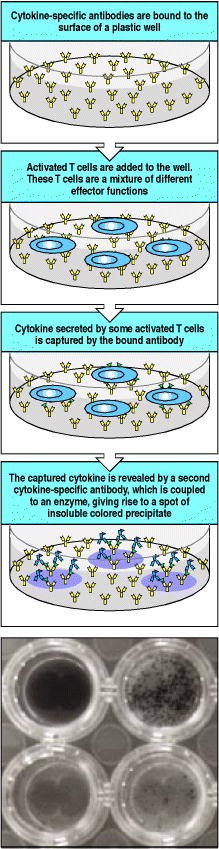 Cytokine-specific antibodies are bound to the
surface of a plastic well
Activated T cells are added to the well.
These T cells are a mixture of different
effector functions
Cytokine secreted by some activated T cells
is captured by the bound antibody
The captured cytokine is revealed by a second
cytokine-specific antibody, which is coupled
to an enzyme, giving rise to a spot of
insoluble colored precipitate